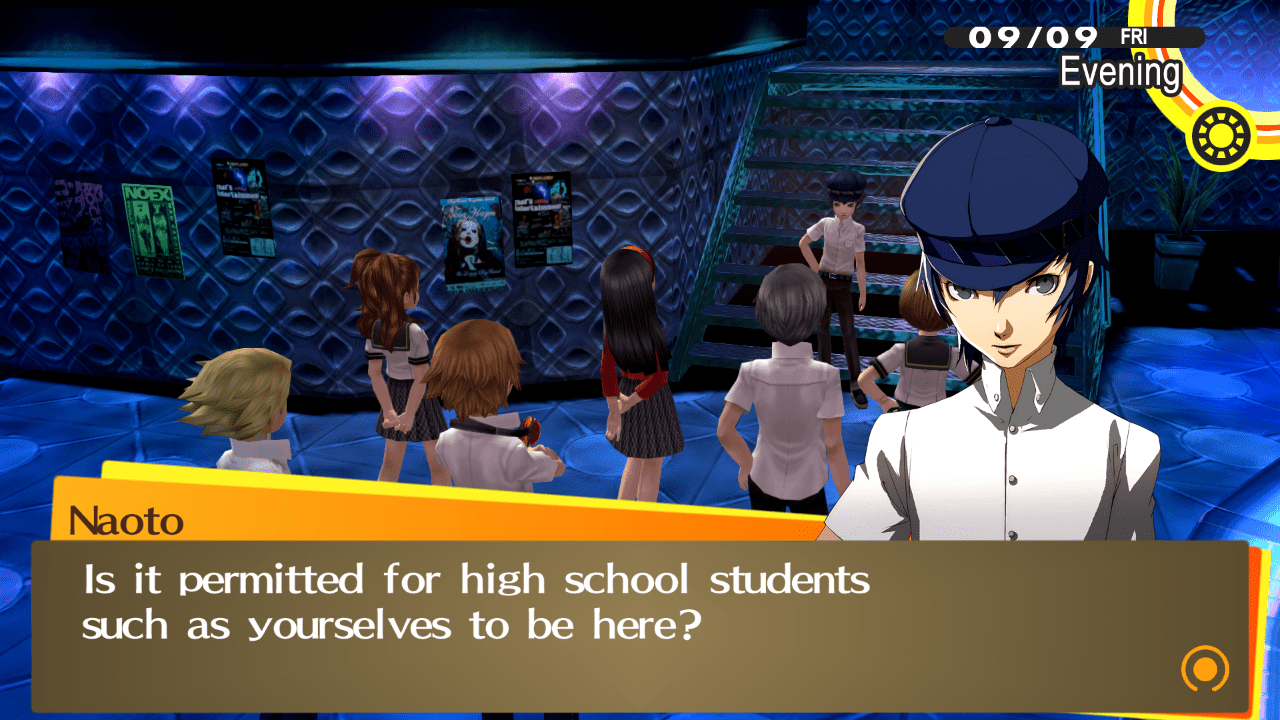 09/09 FRI
Evening
NOFX
Naoto
Is it permitted for high school students
such as yourselves to be here?